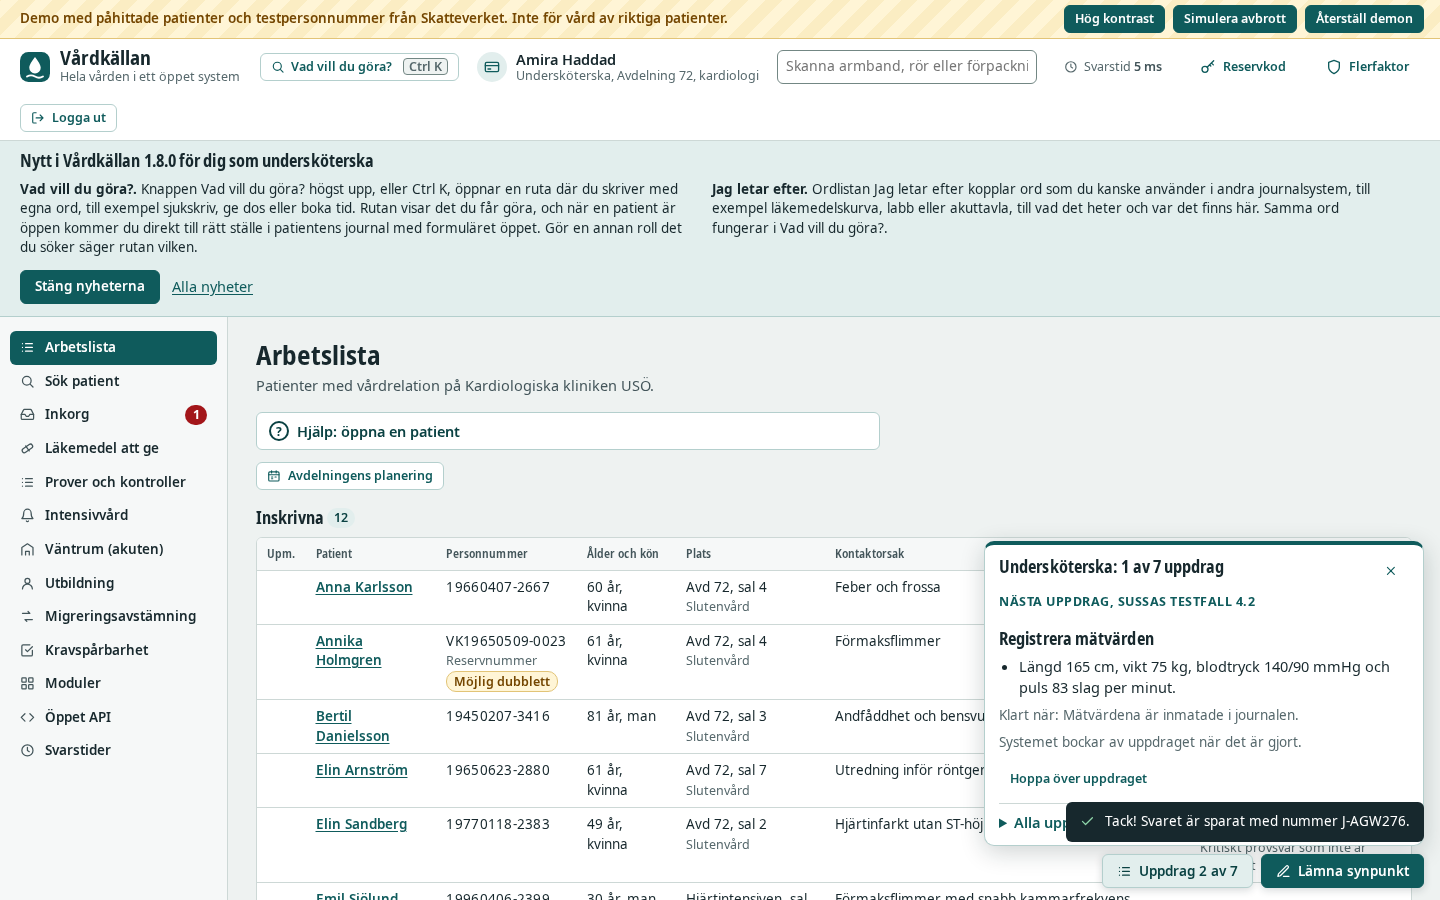 Demo med påhittade patienter och testpersonnummer från Skatteverket. Inte för vård av riktiga patienter.
Hög kontrast
Simulera avbrott
Återställ demon
Vårdkällan
Hela vården i ett öppet system
Vad vill du göra? Ctrl K
Amira Haddad
Undersköterska, Avdelning 72, kardiologi
Skanna armband, rör eller förpackni
Svarstid 5 ms
Reservkod
Flerfaktor
Logga ut
Nytt i Vårdkällan 1.8.0 för dig som undersköterska
Vad vill du göra?. Knappen Vad vill du göra? högst upp, eller Ctrl K, öppnar en ruta där du skriver med
egna ord, till exempel sjukskriv, ge dos eller boka tid. Rutan visar det du får göra, och när en patient är
öppen kommer du direkt till rätt ställe i patientens journal med formuläret öppet. Gör en annan roll det
du söker säger rutan vilken.
Jag letar efter. Ordlistan Jag letar efter kopplar ord som du kanske använder i andra journalsystem, till
exempel läkemedelskurva, labb eller akuttavla, till vad det heter och var det finns här. Samma ord
fungerar i Vad vill du göra?.
Stäng nyheterna
Alla nyheter
Arbetslista
Sök patient
Inkorg 1
Läkemedel att ge
Prover och kontroller
Intensivvård
Väntrum (akuten)
Utbildning
Migreringsavstämning
Kravspårbarhet
Moduler
Öppet API
Svarstider
Arbetslista
Patienter med vårdrelation på Kardiologiska kliniken USÖ.
? Hjälp: öppna en patient
Avdelningens planering
Inskrivna 12
Upm. Patient Personnummer Ålder och kön Plats Kontaktorsak
Anna Karlsson 19660407-2667 60 år, Avd 72, sal 4 Feber och frossa
kvinna Slutenvård
Annika VK19650509-0023 61 år, Avd 72, sal 4 Förmaksflimmer
Holmgren Reservnummer kvinna Slutenvård
Möjlig dubblett
Bertil 19450207-3416 81 år, man Avd 72, sal 3 Andfåddhet och bensvu
Danielsson Slutenvård
Elin Arnström 19650623-2880 61 år, Avd 72, sal 7 Utredning inför röntgen
kvinna Slutenvård
Elin Sandberg 19770118-2383 49 år, Avd 72, sal 2 Hjärtinfarkt utan ST-höj
kvinna Slutenvård
Kritiskt provsvar som inte är
Emil Sjölund 19960406-2399 30 år, man Hjärtintensiven, sal Förmaksflimmer med snabb kammarfrekvens
Undersköterska: 1 av 7 uppdrag
NÄSTA UPPDRAG, SUSSAS TESTFALL 4.2
Registrera mätvärden
Längd 165 cm, vikt 75 kg, blodtryck 140/90 mmHg och
puls 83 slag per minut.
Klart när: Mätvärdena är inmatade i journalen.
Systemet bockar av uppdraget när det är gjort.
Hoppa över uppdraget
Alla upp
Tack! Svaret är sparat med nummer J-AGW276.
Uppdrag 2 av 7
Lämna synpunkt